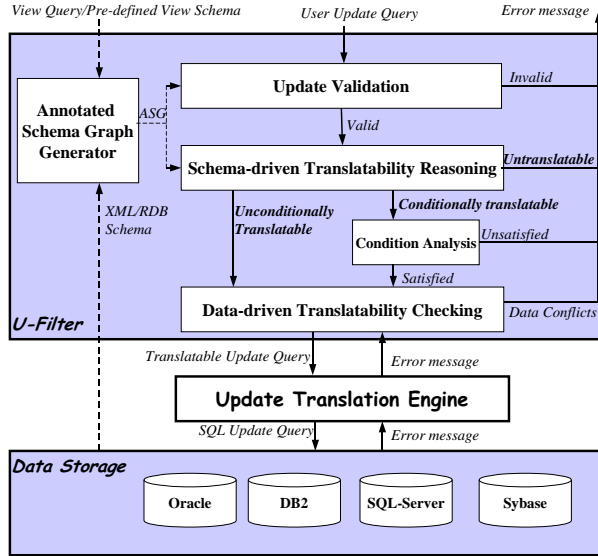 View Query/Pre-defined View Schema
User Update Query
Error message
Annotated
Schema Graph
Generator
ASG
Update Validation
Invalid
Valid
Schema-driven Translatability Reasoning
Untranslatable
XML/RDB
Schema
Unconditionally
Translatable
Conditionally translatable
Condition Analysis
Unsatisfied
Satisfied
Data-driven Translatability Checking
Data Conflicts
U-Filter
Translatable Update Query
Error message
Update Translation Engine
SQL Update Query
Error message
Data Storage
Oracle
DB2
SQL-Server
Sybase